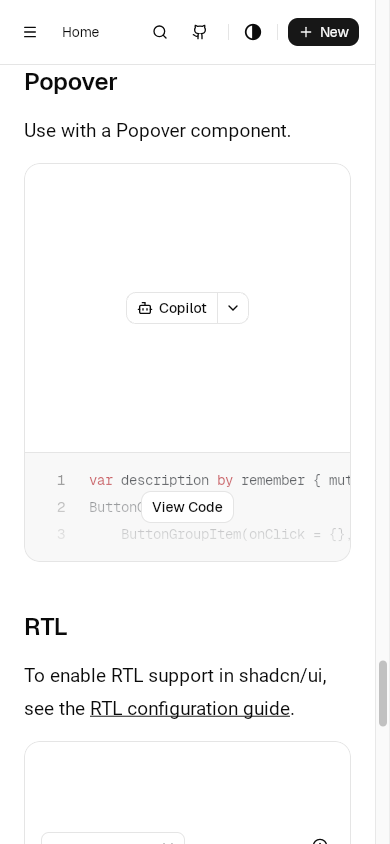 Home
New
Popover
Use with a Popover component.
Copilot
1 var description by remember { mut
2 ButtonG
View Code
3 ButtonGroupItem(onClick = {},
RTL
To enable RTL support in shadcn/ui,
see the RTL configuration guide.